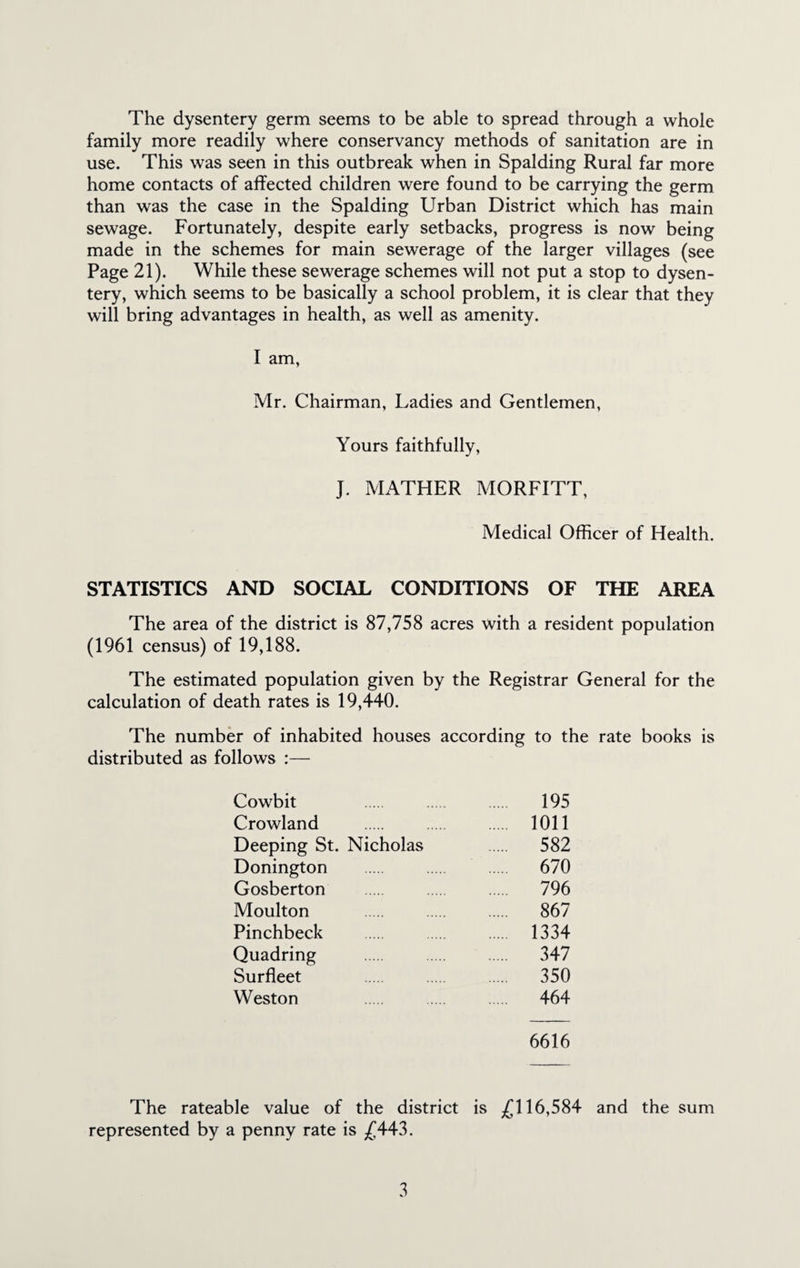 The dysentery germ seems to be able to spread through a whole
family more readily where conservancy methods of sanitation are in
use. This was seen in this outbreak when in Spalding Rural far more
home contacts of affected children were found to be carrying the germ
than was the case in the Spalding Urban District which has main
sewage. Fortunately, despite early setbacks, progress is now being
made in the schemes for main sewerage of the larger villages (see
Page 21). While these sewerage schemes will not put a stop to dysen-
tery, which seems to be basically a school problem, it is clear that they
will bring advantages in health, as well as amenity.
I am,
Mr. Chairman, Ladies and Gentlemen,
Yours faithfully,
J. MATHER MORFITT,
Medical Officer of Health.
STATISTICS AND SOCIAL CONDITIONS OF THE AREA
The area of the district is 87,758 acres with a resident population
(1961 census) of 19,188.
The estimated population given by the Registrar General for the
calculation of death rates is 19,440.
The number of inhabited houses according to the rate books is
distributed as follows :—
Cowbit ..... ..... ..... 195
Crowland ..... ..... ..... 1011
Deeping St. Nicholas ..... 582
Donington ..... ..... ..... 670
Gosberton ..... ..... ..... 796
Moulton ..... ..... ..... 867
Pinchbeck ..... ..... ..... 1334
Quadring ..... ..... ..... 347
Surfleet ..... ..... ..... 350
Weston ..... ..... ..... 464
6616
The rateable value of the district is £116,584 and the sum
represented by a penny rate is £443.
3